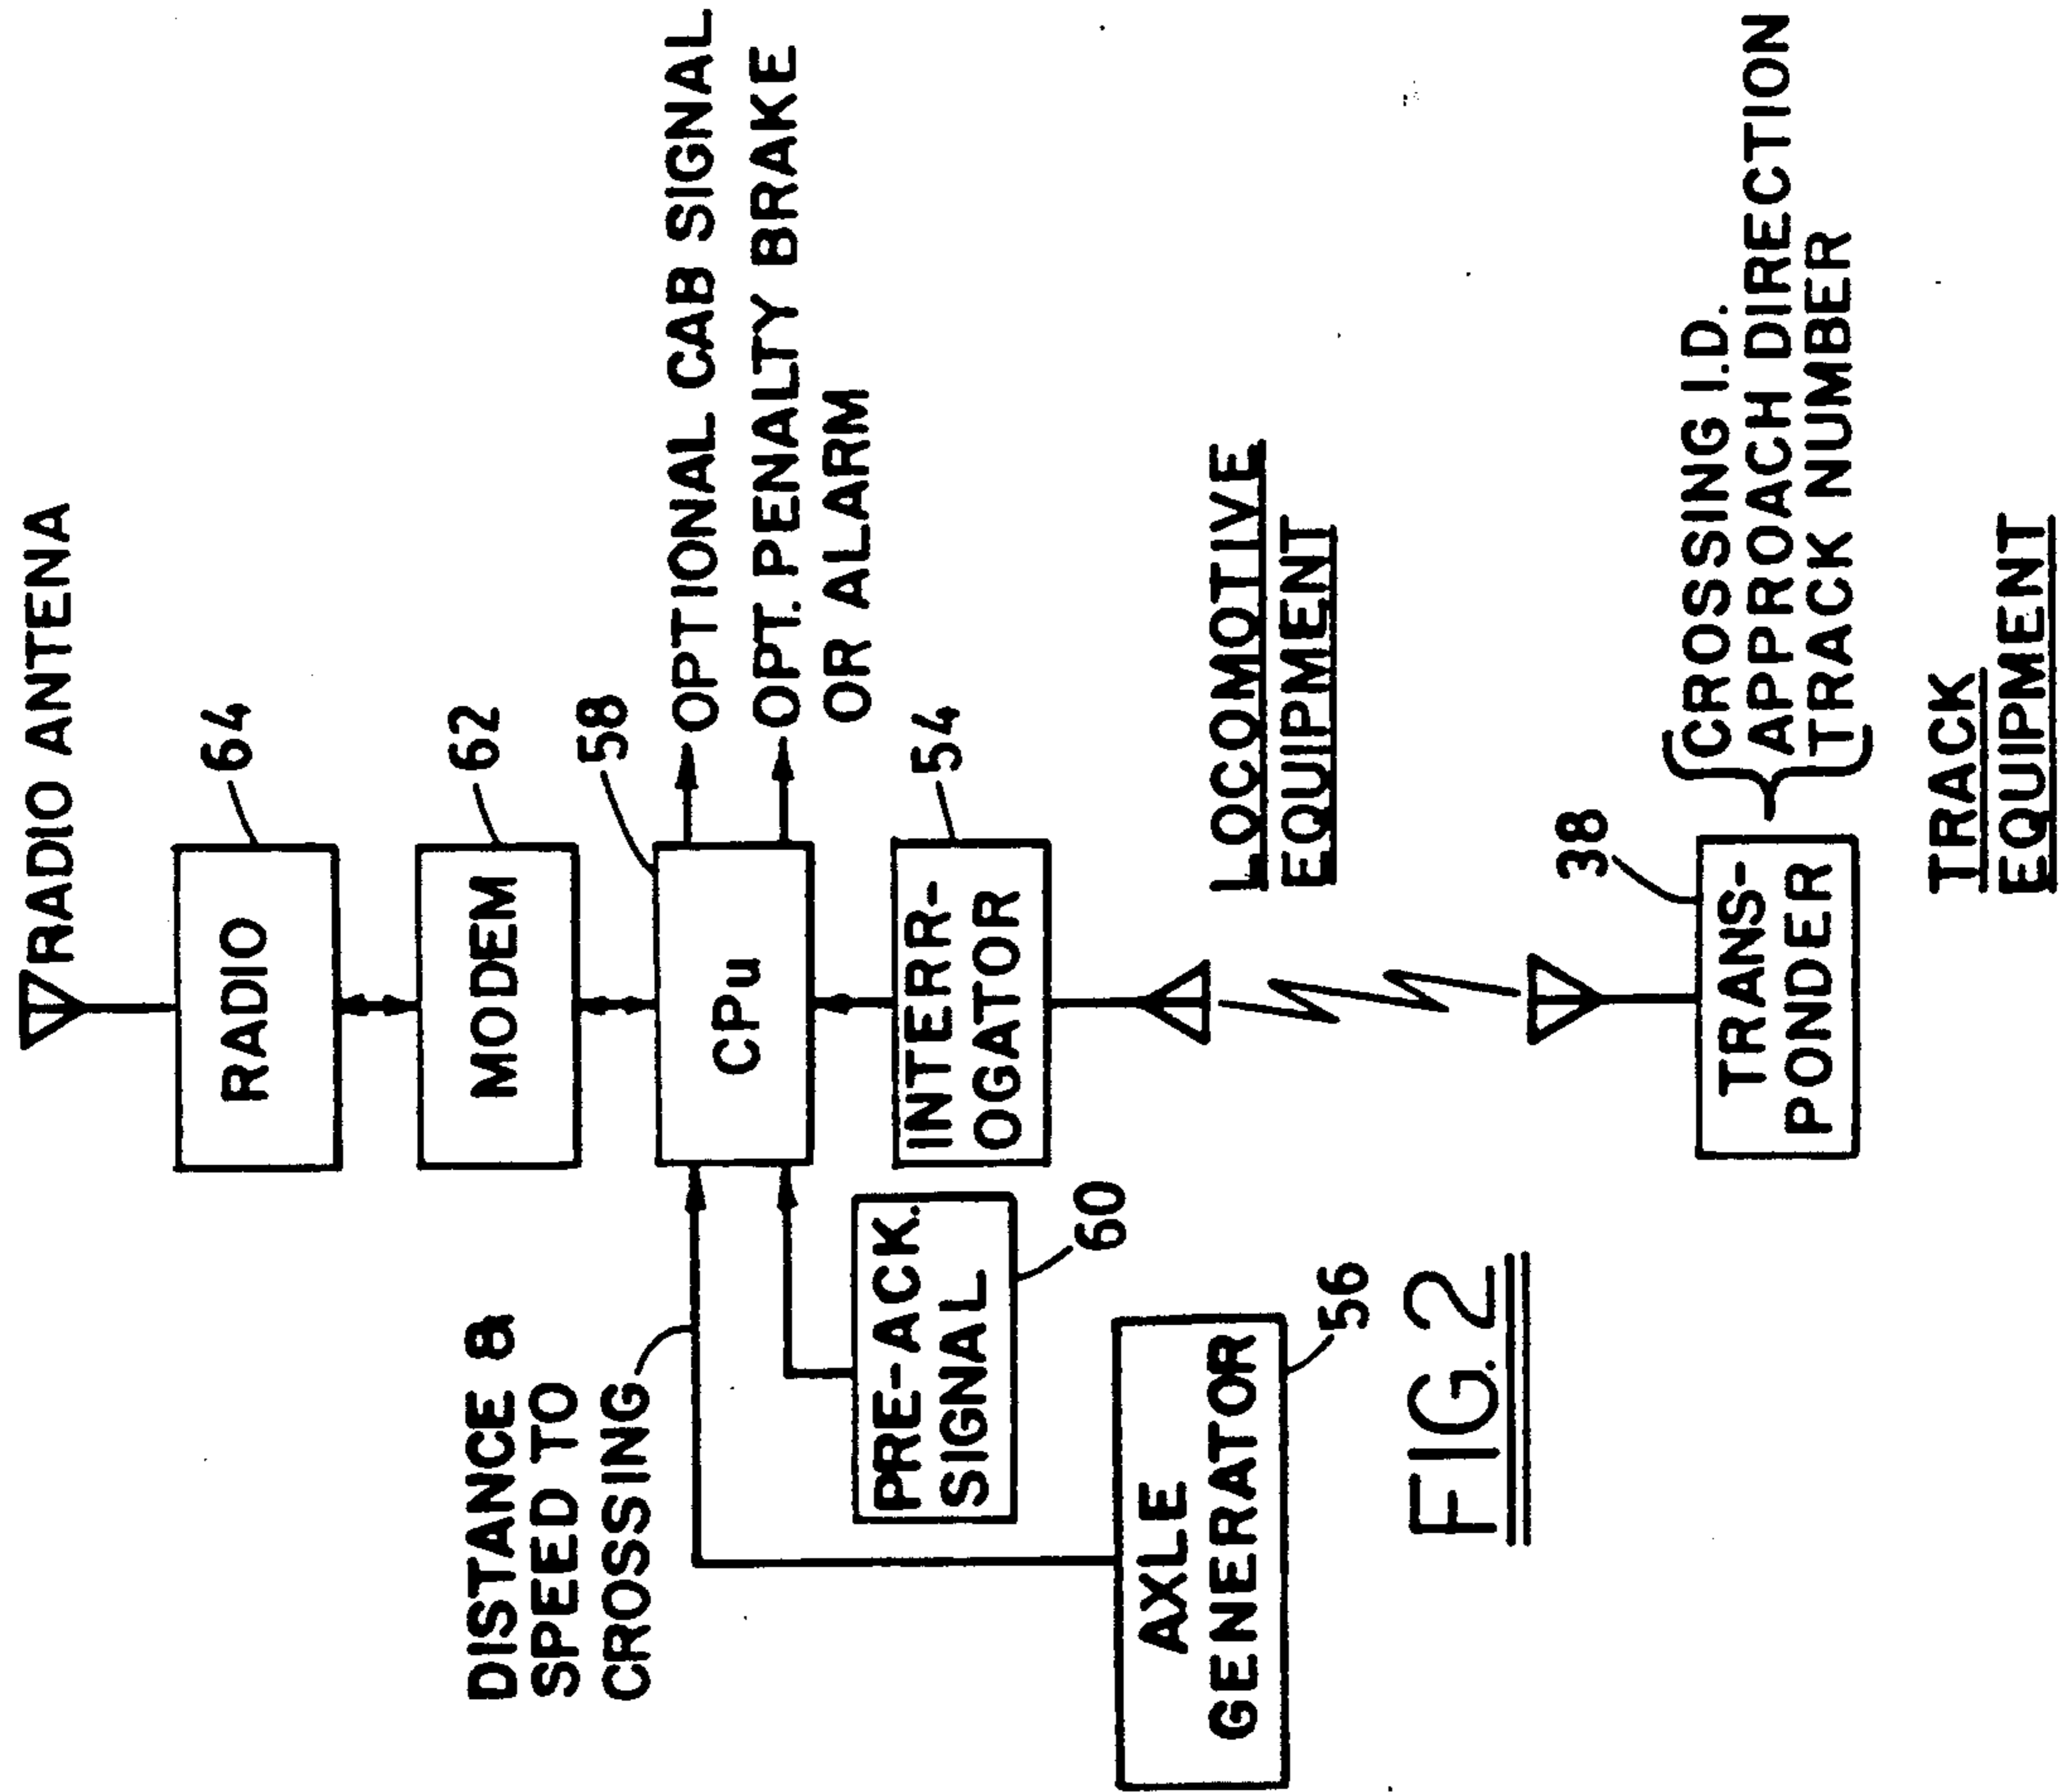 RADIO ANTENA
RADIO
64
MODEM
62
CPu
58
OPTIONAL CAB SIGNAL
OPT. PENALTY BRAKE
OR ALARM
DISTANCE &
SPEED TO
CROSSING
PRE-ACK.
SIGNAL
60
INTERR-
OGATOR
54
AXLE
GENERATOR
56
LOCOMOTIVE
EQUIPMENT
TRANS-
PONDER
38
CROSSING I.D.
APPROACH DIRECTION
TRACK NUMBER
TRACK
EQUIPMENT
FIG. 2